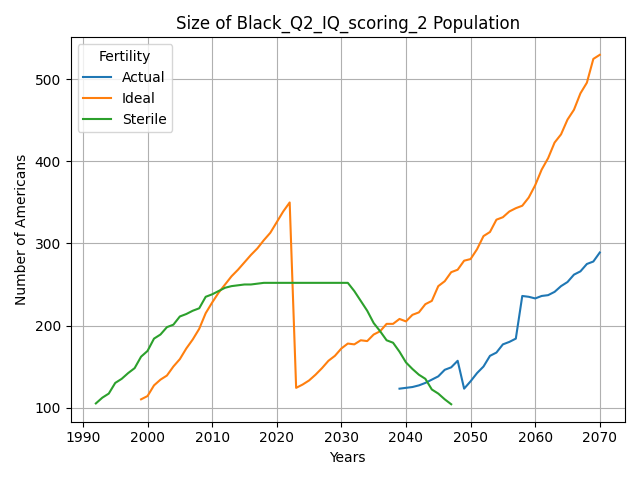 Size of Black_Q2_IQ_scoring_2 Population
Fertility
Actual
Ideal
Sterile
Number of Americans
500
400
300
200
100
1990
2000
2010
2020
2030
2040
2050
2060
2070
Years